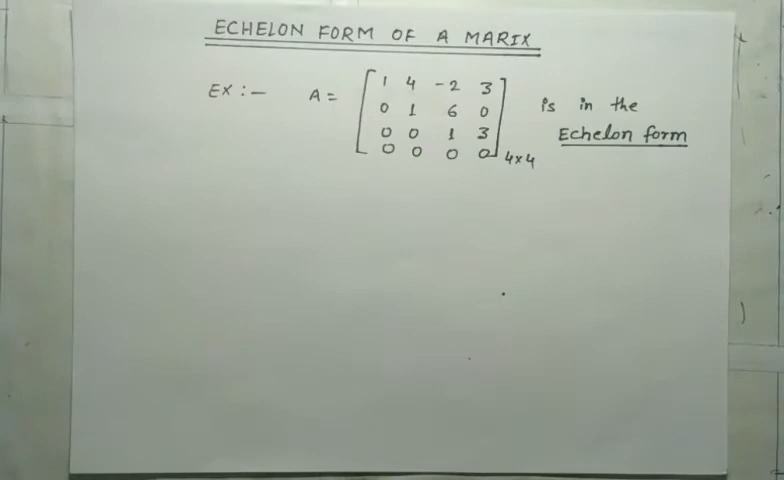 ECHELON FORM OF A MARIX
Ex :- A = [ 1 4 -2 3 is in the
0 1 6 0 Echelon form
0 0 1 3
0 0 0 0 ] 4x4